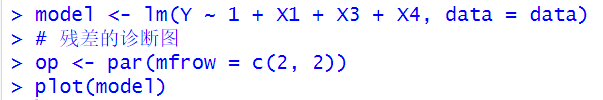 > model <- lm(Y ~ 1 + X1 + X3 + X4, data = data)
> # 残差的诊断图
> op <- par(mfrow = c(2, 2))
> plot(model)